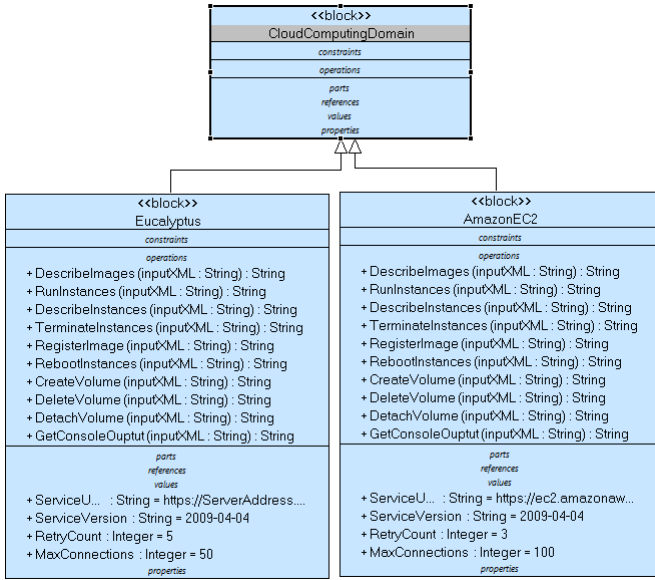 <<block>>
CloudComputingDomain
constraints
operations
parts
references
values
properties
<<block>>
Eucalyptus
constraints
operations
+ DescribeImages (inputXML : String) : String
+ RunInstances (inputXML : String) : String
+ DescribeInstances (inputXML : String) : String
+ TerminateInstances (inputXML : String) : String
+ RegisterImage (inputXML : String) : String
+ RebootInstances (inputXML : String) : String
+ CreateVolume (inputXML : String) : String
+ DeleteVolume (inputXML : String) : String
+ DetachVolume (inputXML : String) : String
+ GetConsoleOuptut (inputXML : String) : String
parts
references
values
+ ServiceU... : String = https://ServerAddress....
+ ServiceVersion : String = 2009-04-04
+ RetryCount : Integer = 5
+ MaxConnections : Integer = 50
properties
<<block>>
AmazonEC2
constraints
operations
+ DescribeImages (inputXML : String) : String
+ RunInstances (inputXML : String) : String
+ DescribeInstances (inputXML : String) : String
+ TerminateInstances (inputXML : String) : String
+ RegisterImage (inputXML : String) : String
+ RebootInstances (inputXML : String) : String
+ CreateVolume (inputXML : String) : String
+ DeleteVolume (inputXML : String) : String
+ DetachVolume (inputXML : String) : String
+ GetConsoleOuptut (inputXML : String) : String
parts
references
values
+ ServiceU... : String = https://ec2.amazonaw...
+ ServiceVersion : String = 2009-04-04
+ RetryCount : Integer = 3
+ MaxConnections : Integer = 100
properties